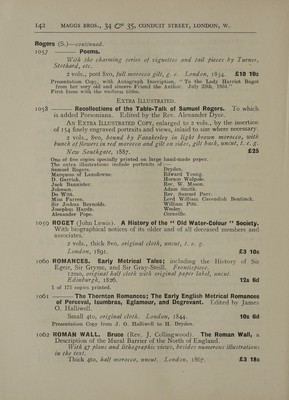 142 MAGGS BROS., 34 & 35, CONDUIT STREET, LONDON, W.
Rogers (S.)—continued.
1057 ——— Poems.
With the charming series of vignettes and tail pieces by Turner, Stothard, etc.
2 vols., post 8vo, full morocco gilt, g. e. London, 1834. £10 10s
Presentation Copy, with Autograph Inscription, "To the Lady Harriet Bagot
from her very old and sincere Friend the Author. July 25th, 1834."
First Issue with the uniform titles.
EXTRA ILLUSTRATED.
1058 ——— Recollections of the Table-Talk of Samuel Rogers. To which
is added Porsoniana. Edited by the Rev. Alexander Dyce.
AN EXTRA ILLUSTRATED COPY, enlarged to 2 vols., by the insertion
of 154 finely engraved portraits and views, inlaid to size where necessary.
2 vols., 8vo, bound by Fazakerley in light brown morocco, with
bunch of flowers in red morocco and gilt on sides, gilt back, uncut, t. e. g.
New Southgate, 1887. £25
One of five copies specially printed on large hand-made paper.
The extra illustrations include portraits of
Samuel Rogers. Dryden.
Marquess of Lansdowne. Edward Young.
D. Garrick. Horace Walpole.
Jack Bannister. Rev. W. Mason.
Johnson. Adam Smith.
De Witt. Rev. Samuel Parr.
Miss Farren. Lord William Cavendish Bentinck.
Sir Joshua Reynolds. William Pitt.
Josephus Hardy. Wilkes.
Alexander Pope. Cornville.
1059 ROGET (John Lewis). A History of the "Old Water-Colour" Society.
With biographical notices of its older and of all deceased members and
associates.
2 vols., thick 8vo, original cloth, uncut, t. e. g.
London, 1891. £3 10s
1060 ROMANCES. Early Metrical Tales; including the History of Sir
Egeir, Sir Gryme, and Sir Gray-Steill. Frontispiece.
12mo, original half cloth with original paper label, uncut.
Edinburgh, 1826. 12s 6d
1 of 175 copies printed.
1061 ——— The Thornton Romances; The Early English Metrical Romances
of Perceval, Isumbras, Eglamour, and Degrevant. Edited by James
O. Halliwell.
Small 4to, original cloth. London, 1844. 10s 6d
Presentation Copy from J. O. Halliwell to H. Dryden.
1062 ROMAN WALL. Bruce (Rev. J. Collingwood). The Roman Wall, a
Description of the Mural Barrier of the North of England.
With 37 plans and lithographic views, besides numerous illustrations
in the text.
Thick 4to, half morocco, uncut. London, 1867. £3 18s